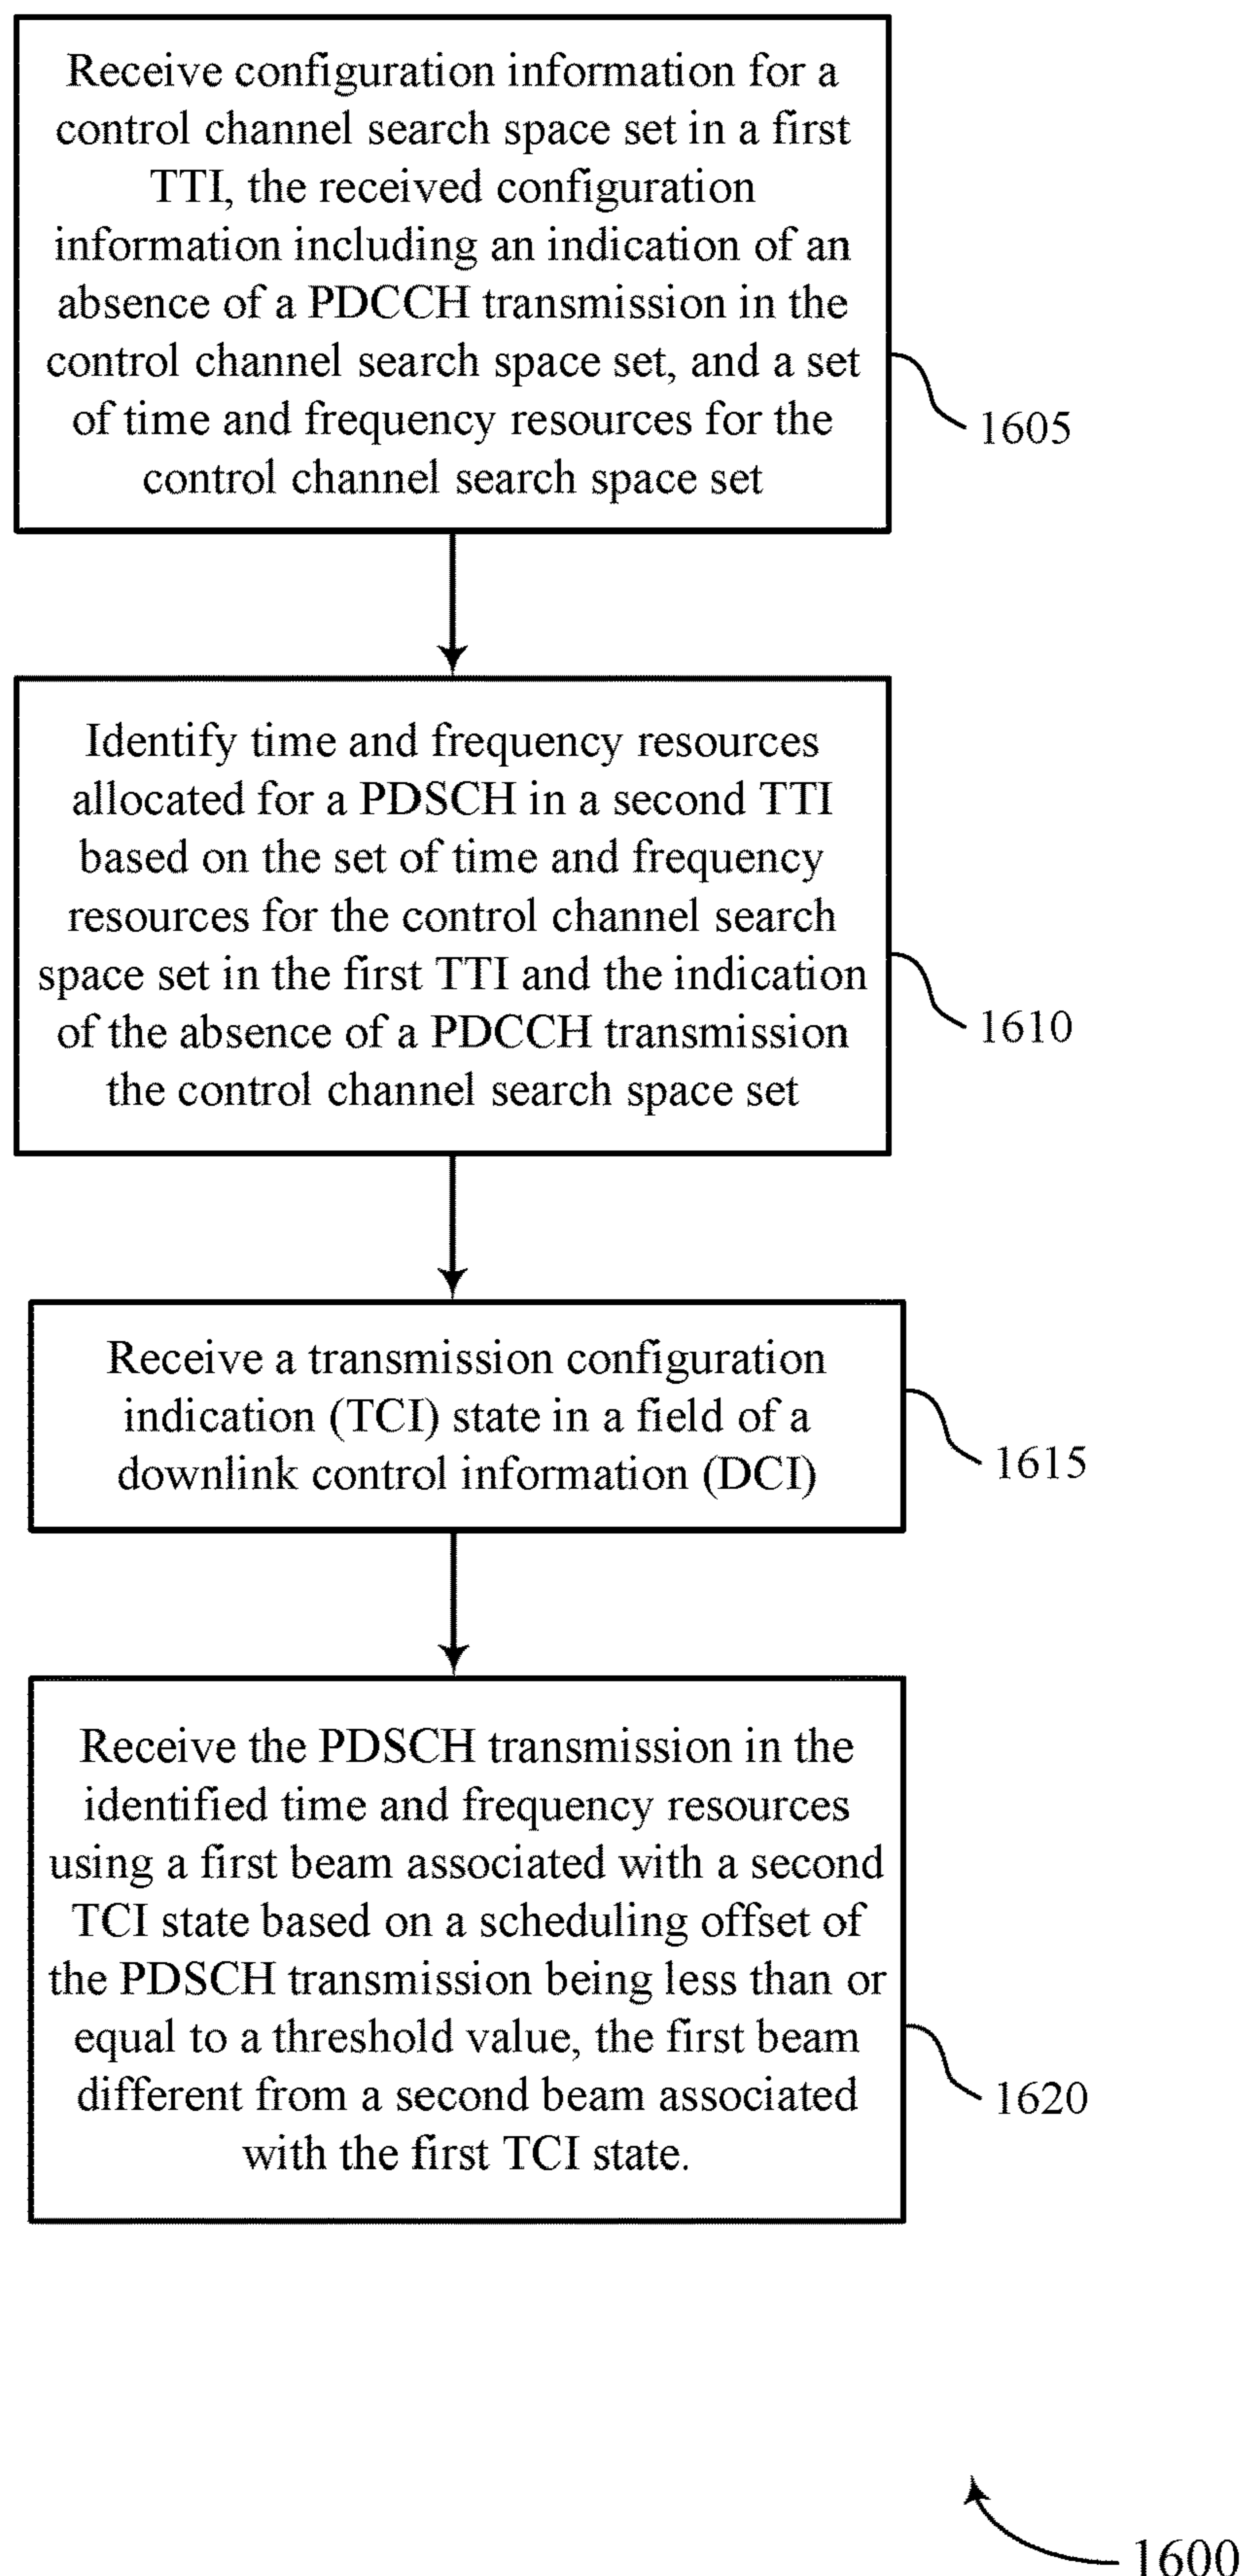 Receive configuration information for a
control channel search space set in a first
TTI, the received configuration
information including an indication of an
absence of a PDCCH transmission in the
control channel search space set, and a set
of time and frequency resources for the
control channel search space set
1605
Identify time and frequency resources
allocated for a PDSCH in a second TTI
based on the set of time and frequency
resources for the control channel search
space set in the first TTI and the indication
of the absence of a PDCCH transmission
the control channel search space set
1610
Receive a transmission configuration
indication (TCI) state in a field of a
downlink control information (DCI)
1615
Receive the PDSCH transmission in the
identified time and frequency resources
using a first beam associated with a second
TCI state based on a scheduling offset of
the PDSCH transmission being less than or
equal to a threshold value, the first beam
different from a second beam associated
with the first TCI state.
1620
1600